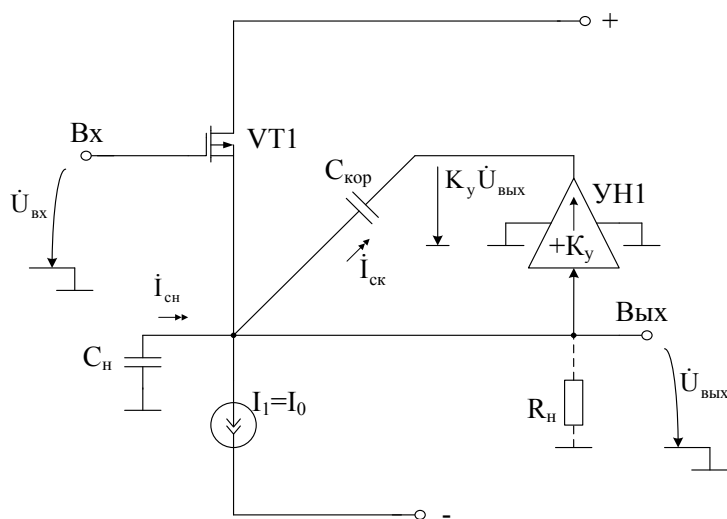 +
Вх
VT1
Cкор
KуU̇вых
УН1
U̇вх
+Kу
İск
İсн
Вых
Cн
I1=I0
Rн
U̇вых
-